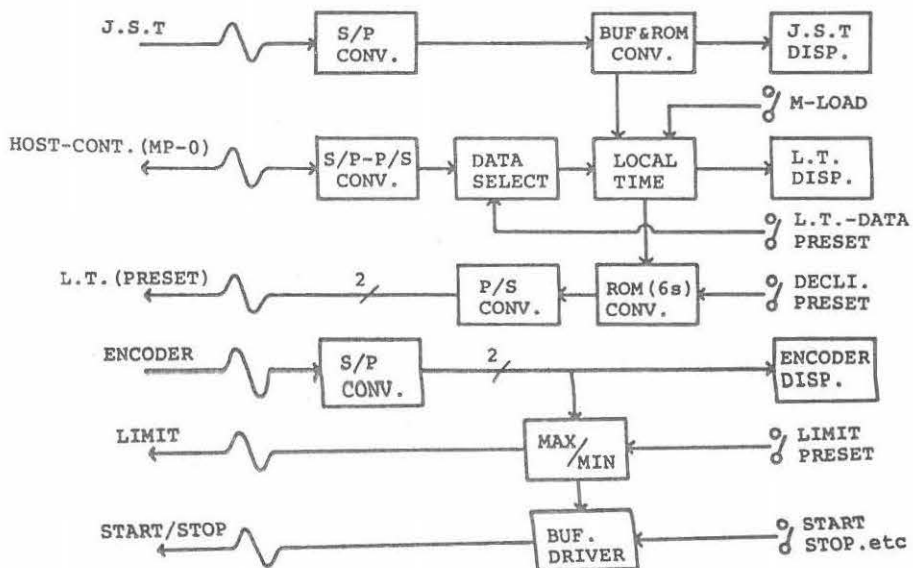 J.S.T
S/P
CONV.
BUF&ROM
CONV.
J.S.T
DISP.
M-LOAD
HOST-CONT.(MP-0)
S/P-P/S
CONV.
DATA
SELECT
LOCAL
TIME
L.T.
DISP.
L.T.-DATA
PRESET
L.T.(PRESET)
2
P/S
CONV.
ROM(6s)
CONV.
DECLI.
PRESET
ENCODER
S/P
CONV.
2
ENCODER
DISP.
LIMIT
MAX
/MIN
LIMIT
PRESET
START/STOP
BUF.
DRIVER
START
STOP.etc